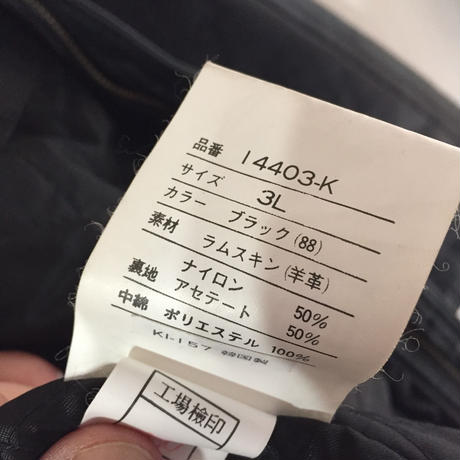 品番 14403-K
サイズ 3L
カラー ブラック(88)
素材 ラムスキン(羊革)
裏地 ナイロン 50%
アセテート 50%
中綿 ポリエステル 100%
KI-157 韓国製
工場検印